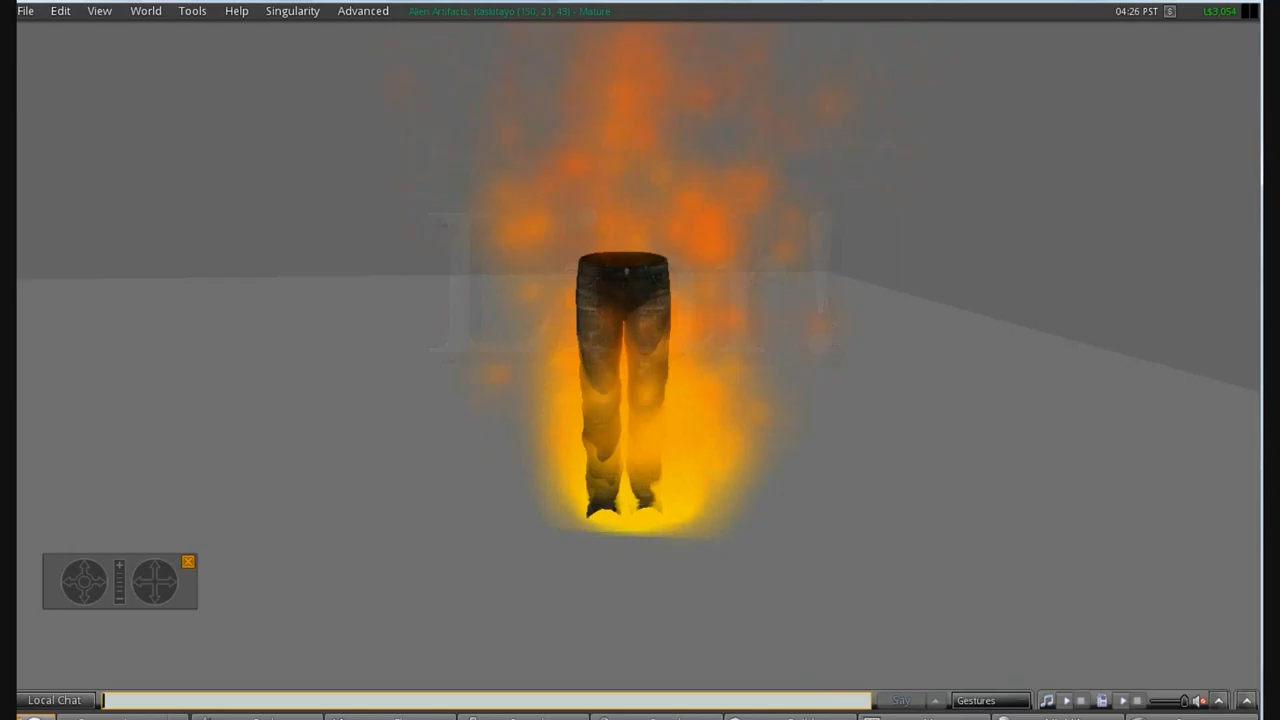 File Edit View World Tools Help Singularity Advanced Alien Artifacts, Kaskutayo (150, 21, 43) - Mature 04:26 PST $ L$3,054
Local Chat Say Gestures